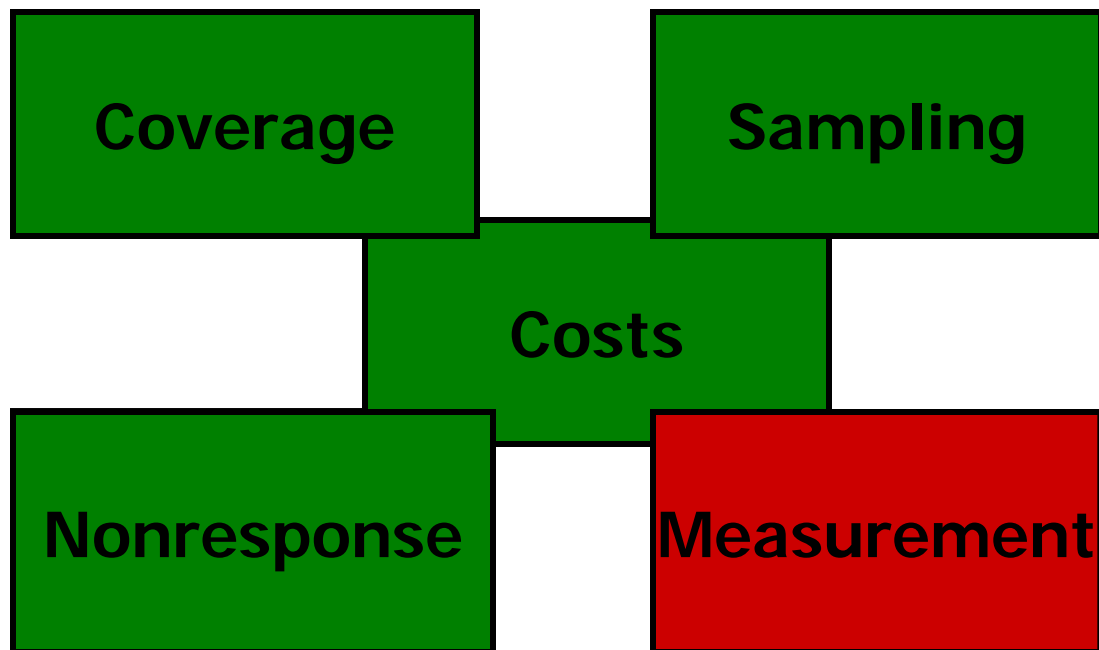 Coverage
Sampling
Costs
Nonresponse
Measurement